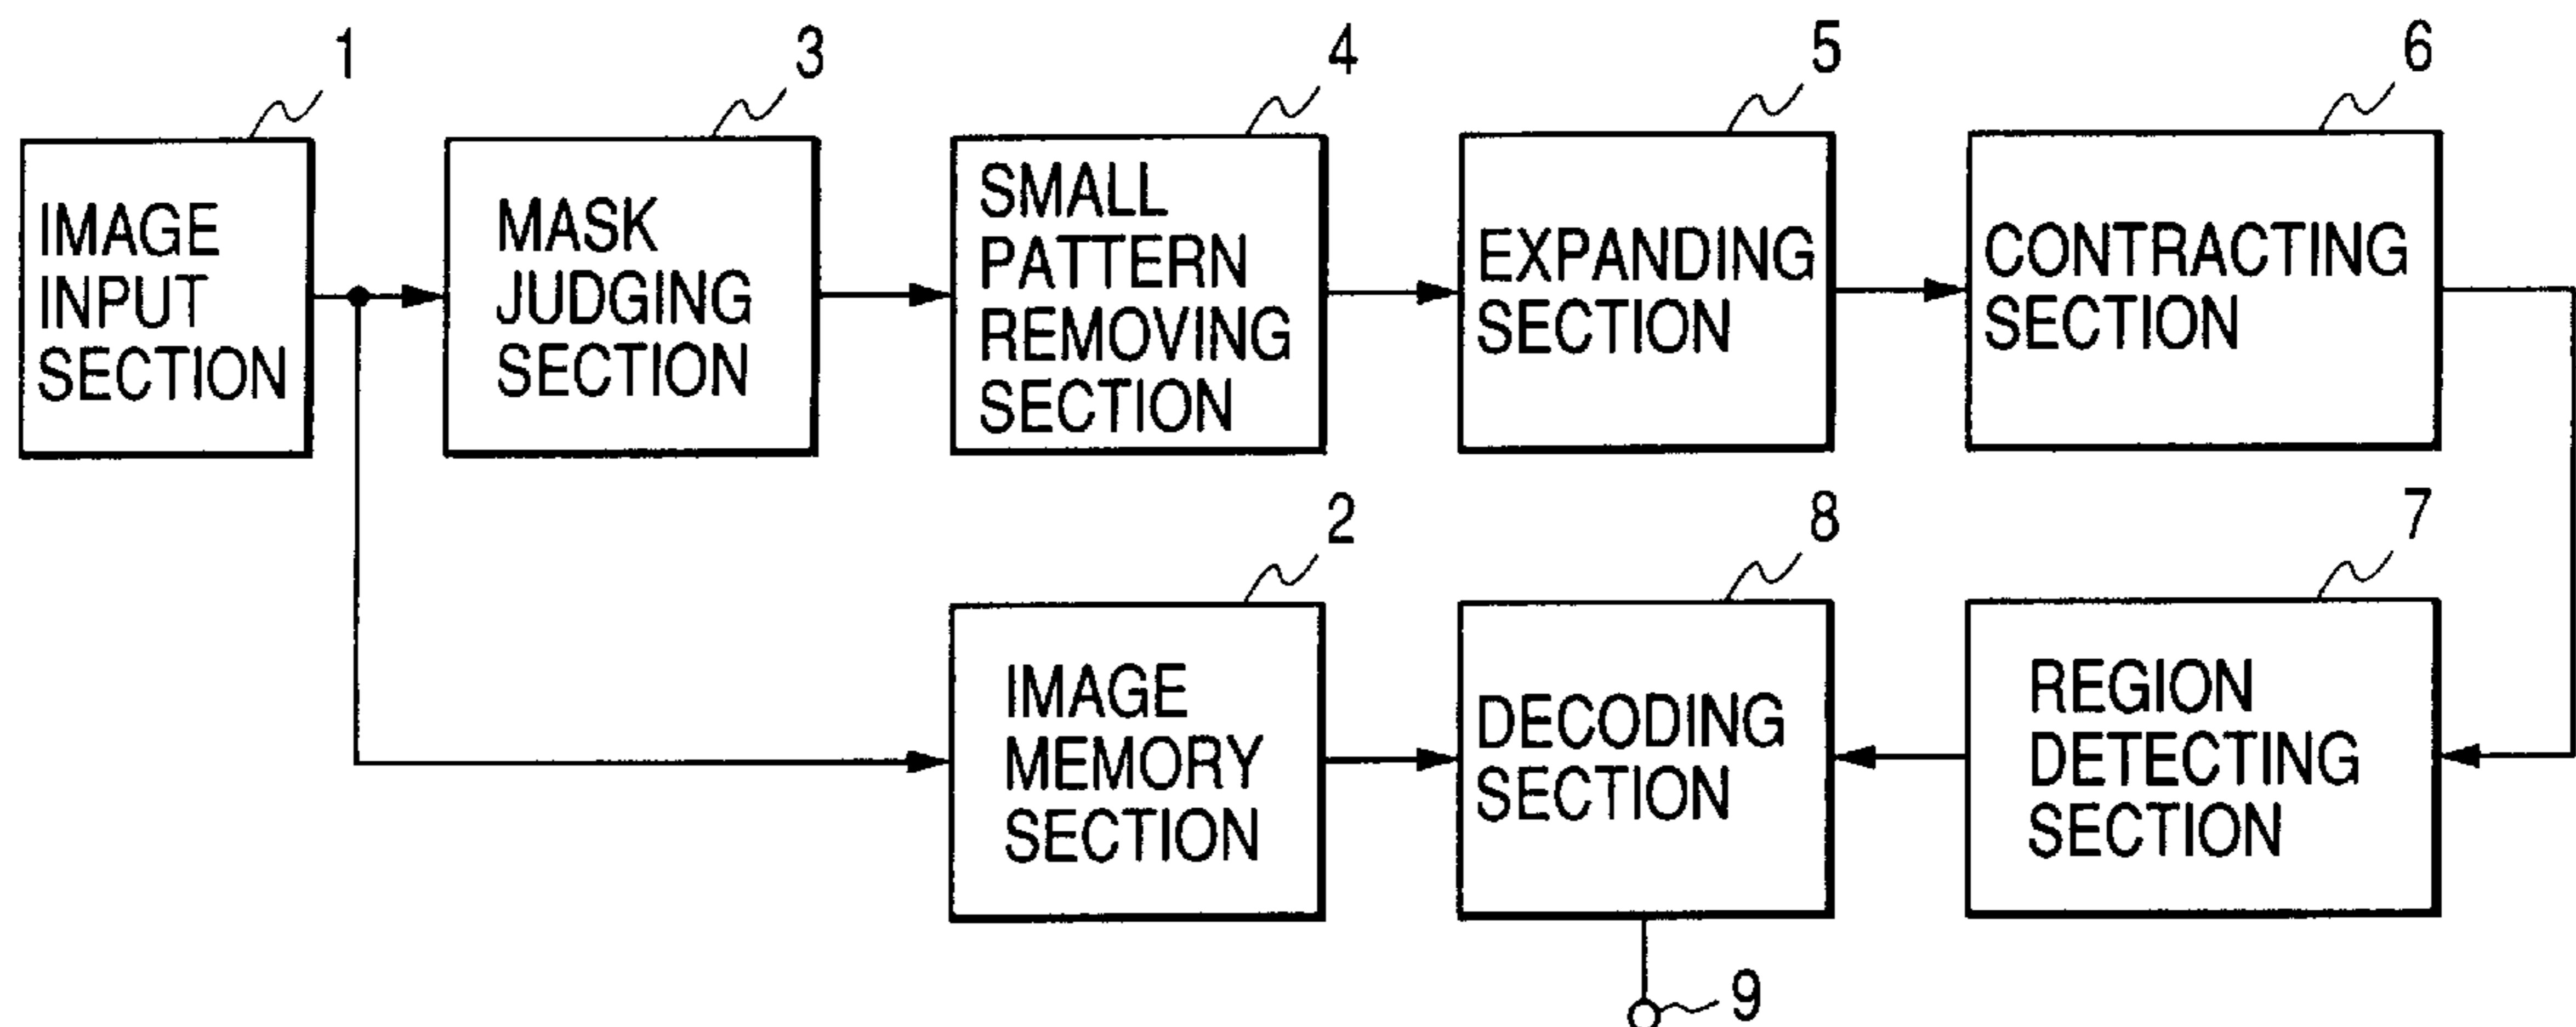 1
3
4
5
6
IMAGE
INPUT
SECTION
MASK
JUDGING
SECTION
SMALL
PATTERN
REMOVING
SECTION
EXPANDING
SECTION
CONTRACTING
SECTION
2
8
7
IMAGE
MEMORY
SECTION
DECODING
SECTION
REGION
DETECTING
SECTION
9